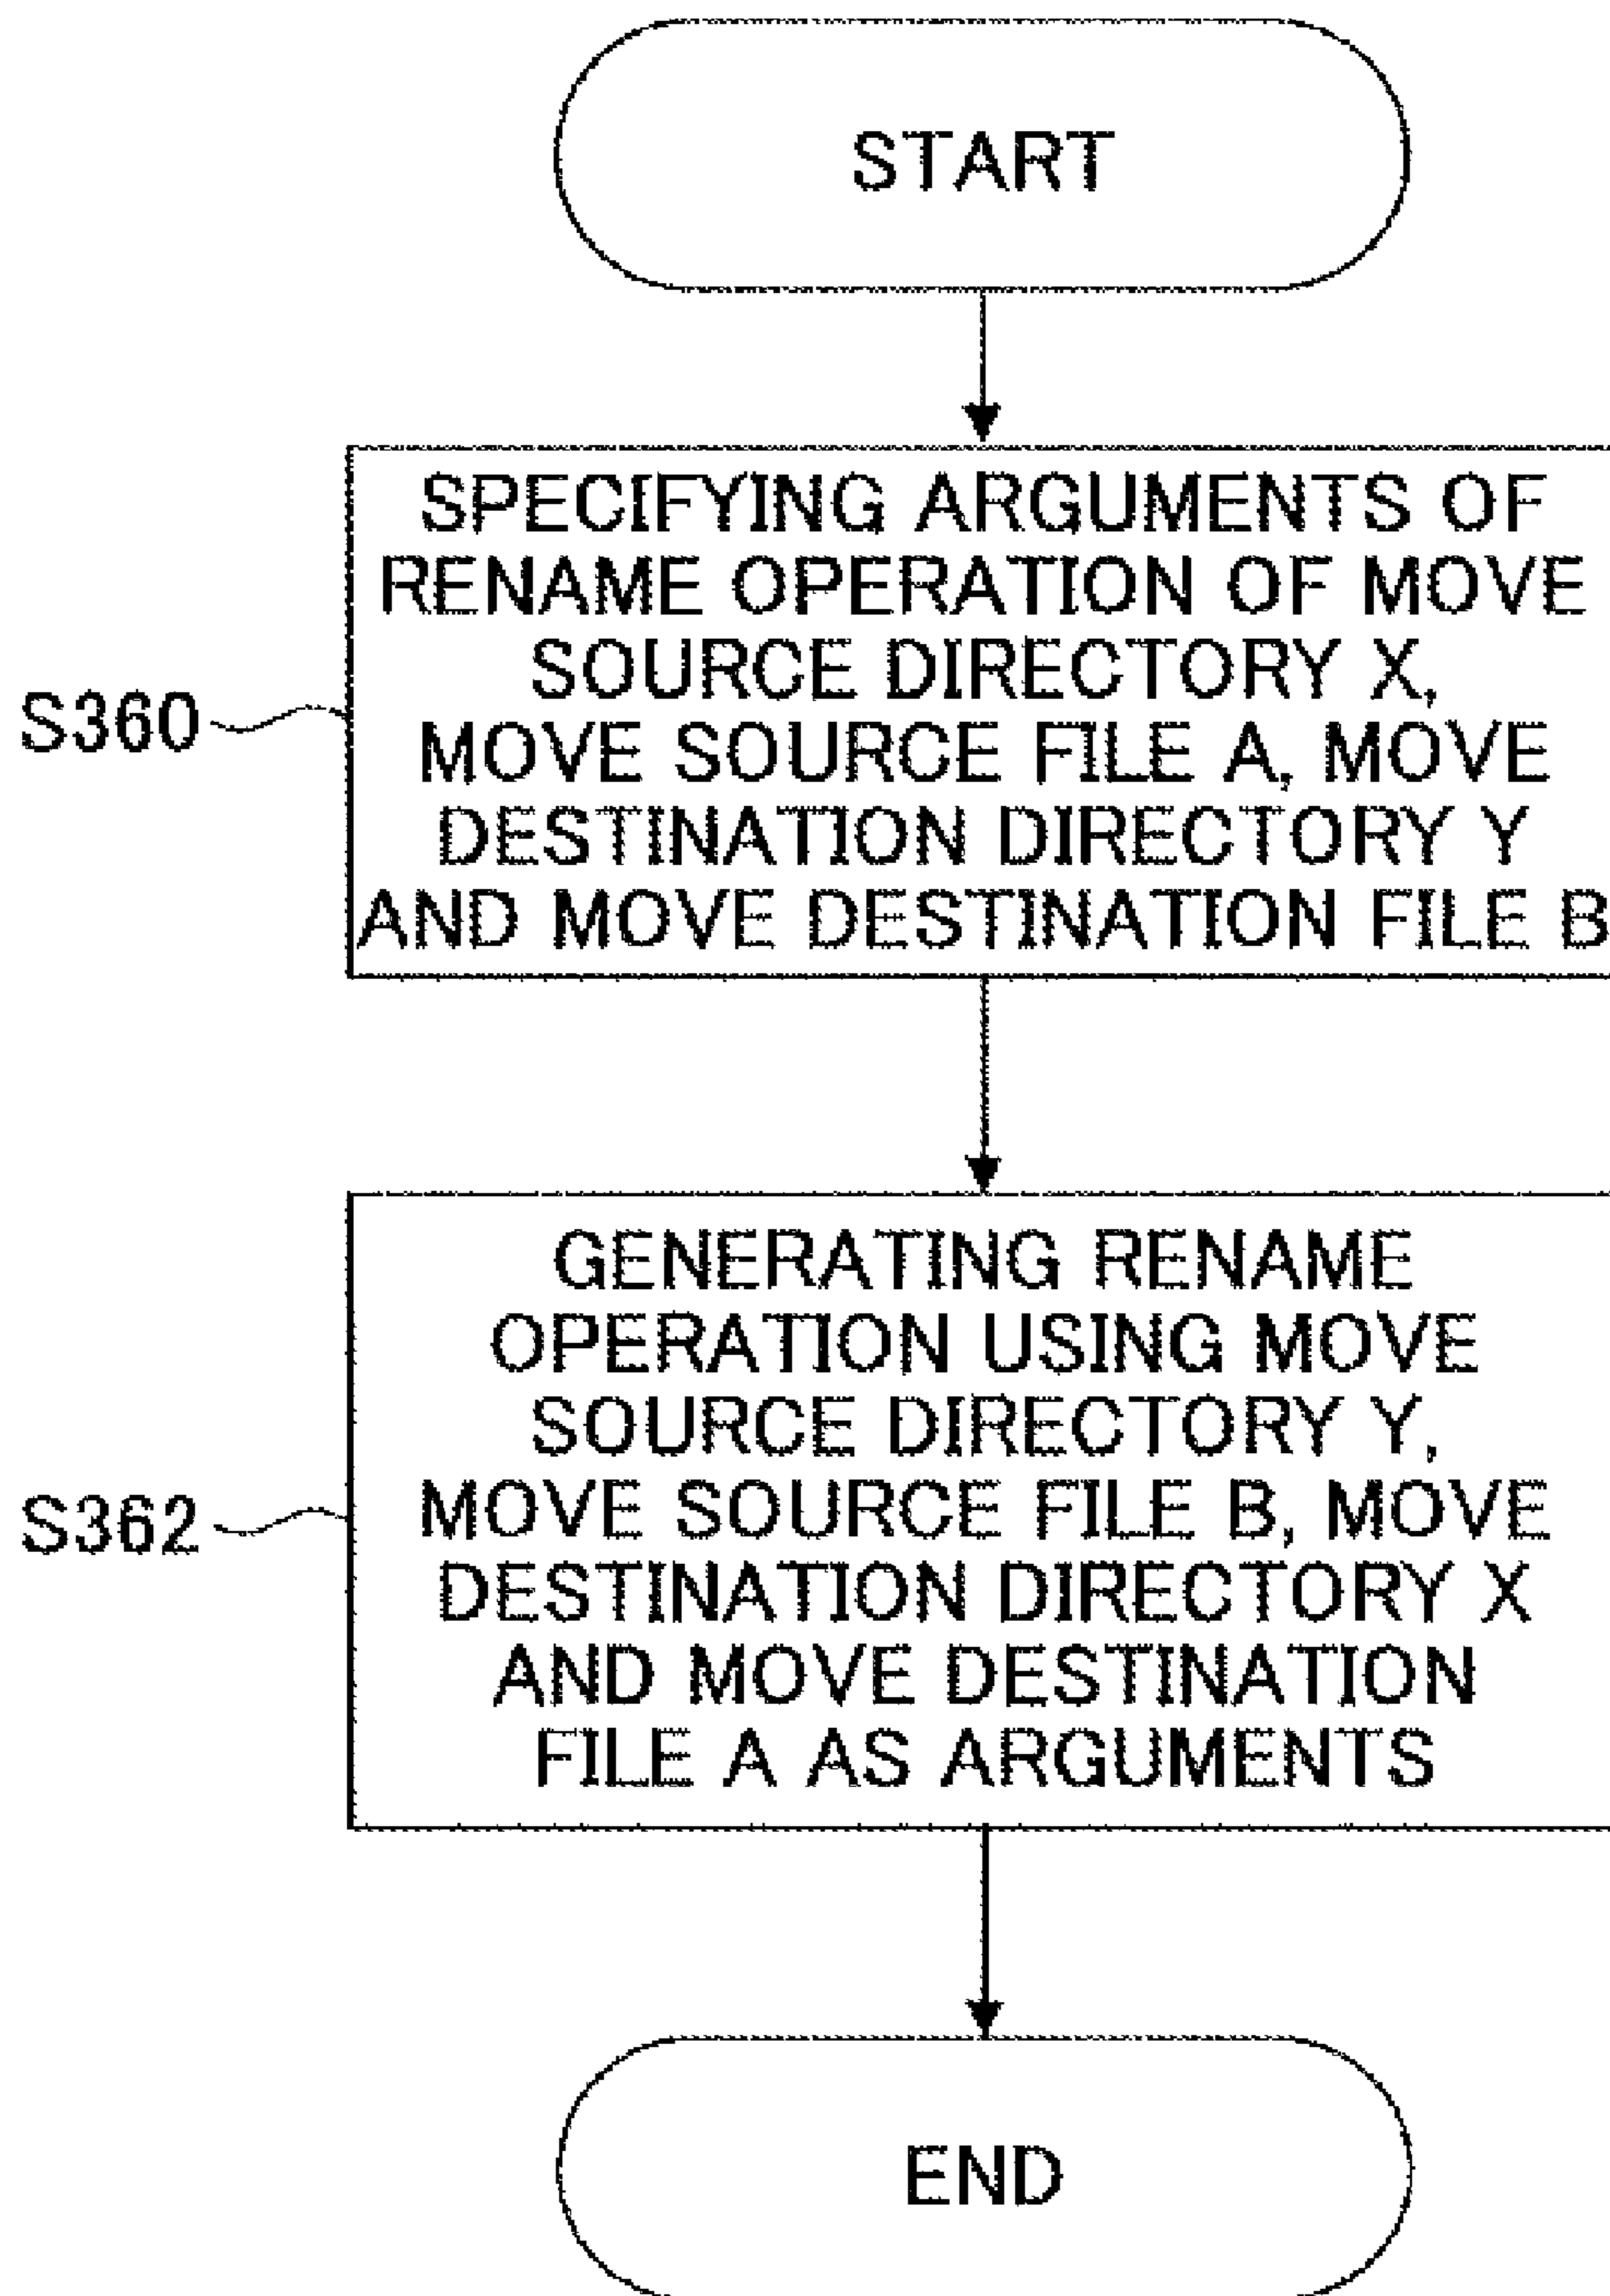 START
SPECIFYING ARGUMENTS OF
RENAME OPERATION OF MOVE
SOURCE DIRECTORY X,
MOVE SOURCE FILE A, MOVE
DESTINATION DIRECTORY Y
AND MOVE DESTINATION FILE B
S360
GENERATING RENAME
OPERATION USING MOVE
SOURCE DIRECTORY Y,
MOVE SOURCE FILE B, MOVE
DESTINATION DIRECTORY X
AND MOVE DESTINATION
FILE A AS ARGUMENTS
S362
END